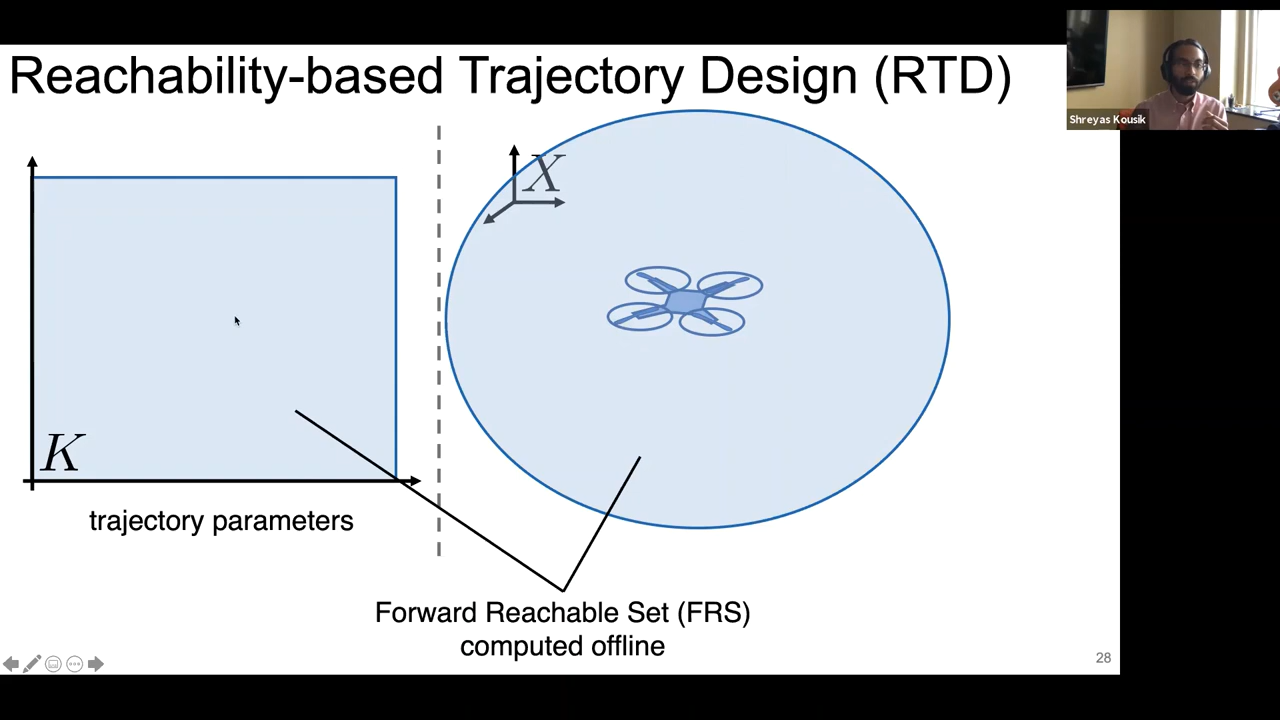 Reachability-based Trajectory Design (RTD)
Shreyas Kousik
X
K
trajectory parameters
Forward Reachable Set (FRS)
computed offline
28